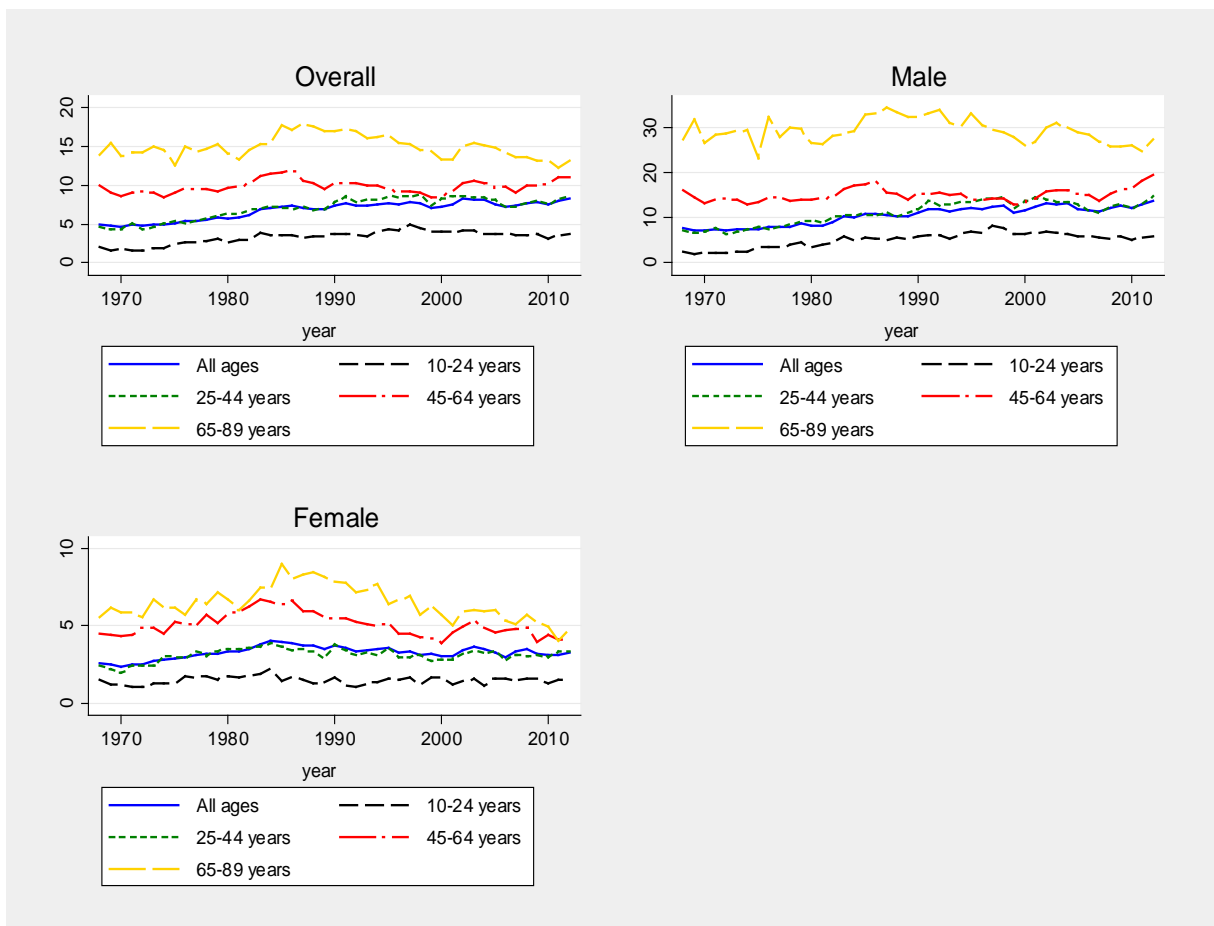 Overall
20
15
10
5
0
1970 1980 1990 2000 2010
year
All ages 10-24 years
25-44 years 45-64 years
65-89 years
Male
30
20
10
0
1970 1980 1990 2000 2010
year
All ages 10-24 years
25-44 years 45-64 years
65-89 years
Female
10
5
0
1970 1980 1990 2000 2010
year
All ages 10-24 years
25-44 years 45-64 years
65-89 years